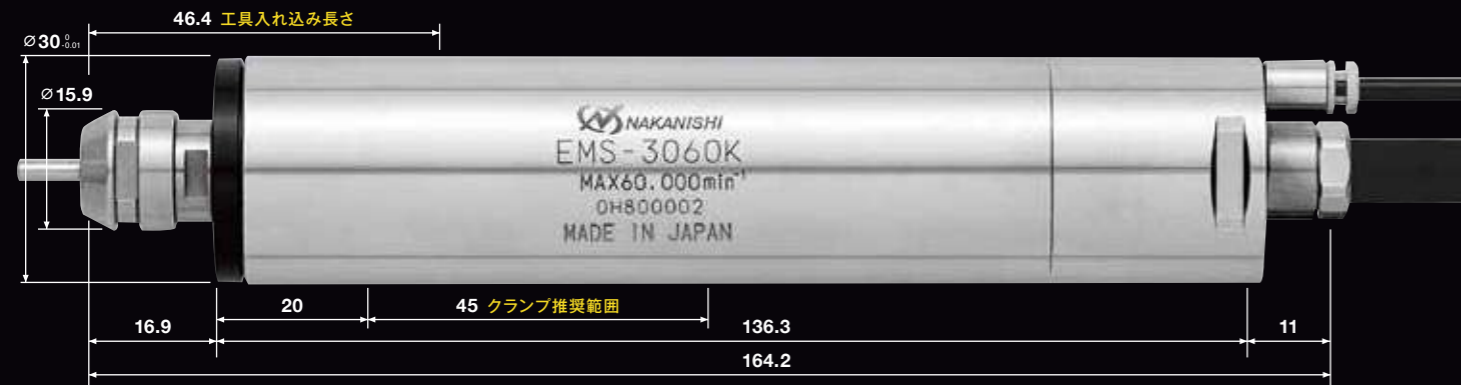 46.4 工具入れ込み長さ
⌀30 0 -0.01
⌀15.9
NAKANISHI
EMS-3060K
MAX60.000min⁻¹
0H800002
MADE IN JAPAN
20
45 クランプ推奨範囲
16.9
136.3
11
164.2